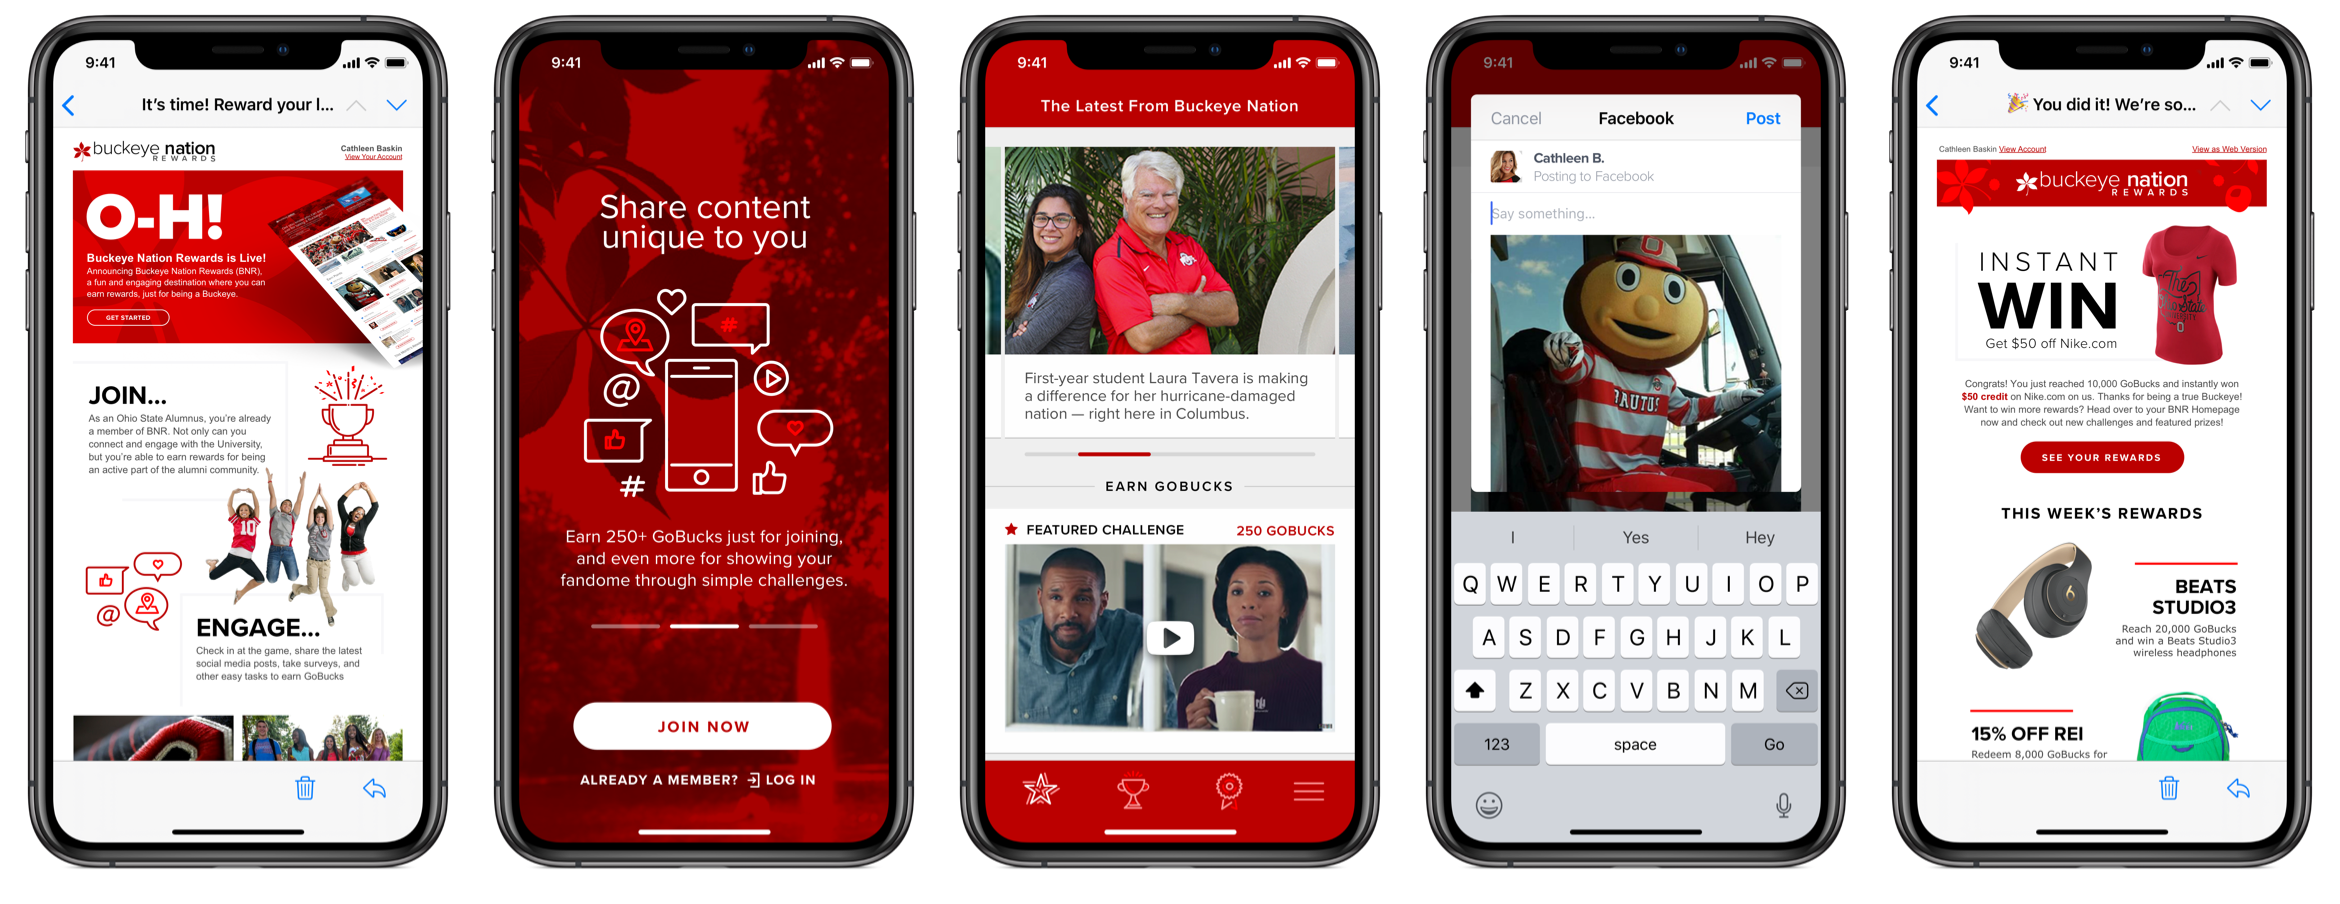 9:41
It's time! Reward your l...
buckeye nation
REWARDS
Cathleen Baskin
View Your Account
O-H!
Buckeye Nation Rewards is Live!
Announcing Buckeye Nation Rewards (BNR),
a fun and engaging destination where you can
earn rewards, just for being a Buckeye.
GET STARTED
JOIN...
As an Ohio State Alumnus, you're already
a member of BNR. Not only can you
connect and engage with the University,
but you're able to earn rewards for being
an active part of the alumni community.
10
@
ENGAGE...
Check in at the game, share the latest
social media posts, take surveys, and
other easy tasks to earn GoBucks
9:41
Share content
unique to you
#
@
#
Earn 250+ GoBucks just for joining,
and even more for showing your
fandome through simple challenges.
JOIN NOW
ALREADY A MEMBER? LOG IN
9:41
The Latest From Buckeye Nation
First-year student Laura Tavera is making
a difference for her hurricane-damaged
nation — right here in Columbus.
EARN GOBUCKS
FEATURED CHALLENGE
250 GOBUCKS
9:41
Cancel
Facebook
Post
Cathleen B.
Posting to Facebook
Say something...
BRUTUS
I
Yes
Hey
Q W E R T Y U I O P
A S D F G H J K L
Z X C V B N M
123
space
Go
9:41
🎉 You did it! We're so...
Cathleen Baskin View Account
View as Web Version
buckeye nation
REWARDS
INSTANT
WIN
Get $50 off Nike.com
The
Ohio State
Congrats! You just reached 10,000 GoBucks and instantly won
$50 credit on Nike.com on us. Thanks for being a true Buckeye!
Want to win more rewards? Head over to your BNR Homepage
now and check out new challenges and featured prizes!
SEE YOUR REWARDS
THIS WEEK'S REWARDS
BEATS
STUDIO3
Reach 20,000 GoBucks
and win a Beats Studio3
wireless headphones
15% OFF REI
Redeem 8,000 GoBucks for